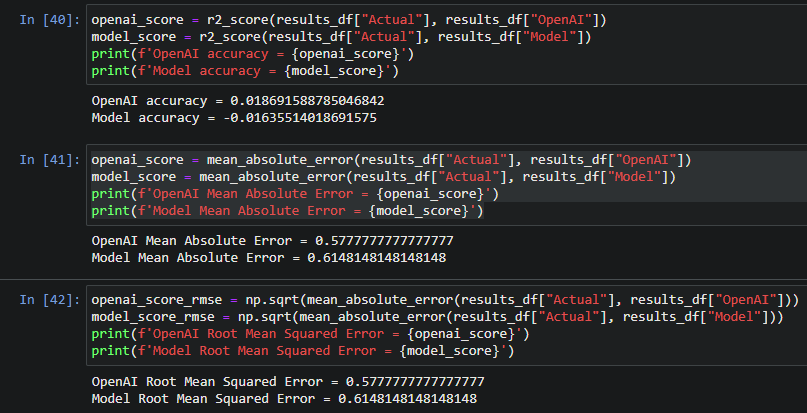 In [40]: openai_score = r2_score(results_df["Actual"], results_df["OpenAI"])
model_score = r2_score(results_df["Actual"], results_df["Model"])
print(f'OpenAI accuracy = {openai_score}')
print(f'Model accuracy = {model_score}')
OpenAI accuracy = 0.018691588785046842
Model accuracy = -0.01635514018691575
In [41]: openai_score = mean_absolute_error(results_df["Actual"], results_df["OpenAI"])
model_score = mean_absolute_error(results_df["Actual"], results_df["Model"])
print(f'OpenAI Mean Absolute Error = {openai_score}')
print(f'Model Mean Absolute Error = {model_score}')
OpenAI Mean Absolute Error = 0.5777777777777777
Model Mean Absolute Error = 0.6148148148148148
In [42]: openai_score_rmse = np.sqrt(mean_absolute_error(results_df["Actual"], results_df["OpenAI"]))
model_score_rmse = np.sqrt(mean_absolute_error(results_df["Actual"], results_df["Model"]))
print(f'OpenAI Root Mean Squared Error = {openai_score}')
print(f'Model Root Mean Squared Error = {model_score}')
OpenAI Root Mean Squared Error = 0.5777777777777777
Model Root Mean Squared Error = 0.6148148148148148